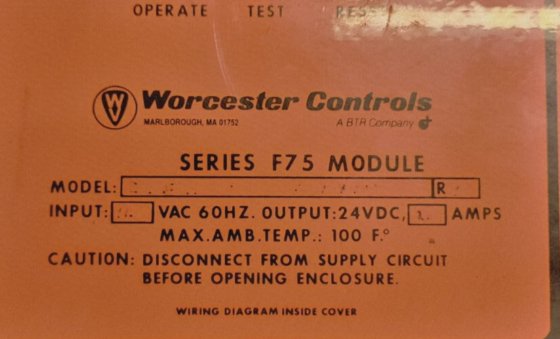 OPERATE TEST
W Worcester Controls
MARLBOROUGH, MA 01752 A BTR Company
SERIES F75 MODULE
MODEL: R
INPUT: VAC 60HZ. OUTPUT:24VDC, AMPS
MAX.AMB.TEMP.: 100 F.°
CAUTION: DISCONNECT FROM SUPPLY CIRCUIT
BEFORE OPENING ENCLOSURE.
WIRING DIAGRAM INSIDE COVER